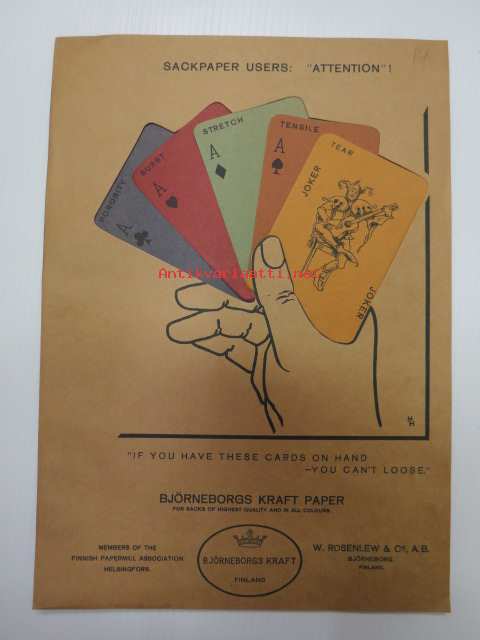 SACKPAPER USERS: "ATTENTION"!
POROSITY
A
BURST
A
STRETCH
A
TENSILE
A
TEAR
JOKER
JOKER
Antikvariaatti.net
HH
"IF YOU HAVE THESE CARDS ON HAND
–YOU CAN'T LOOSE."
BJÖRNEBORGS KRAFT PAPER
FOR SACKS OF HIGHEST QUALITY AND IN ALL COLOURS.
MEMBERS OF THE
FINNISH PAPERMILL ASSOCIATION
HELSINGFORS.
BJÖRNEBORGS KRAFT
FINLAND
W. ROSENLEW & Co, A.B.
BJÖRNEBORG
FINLAND.